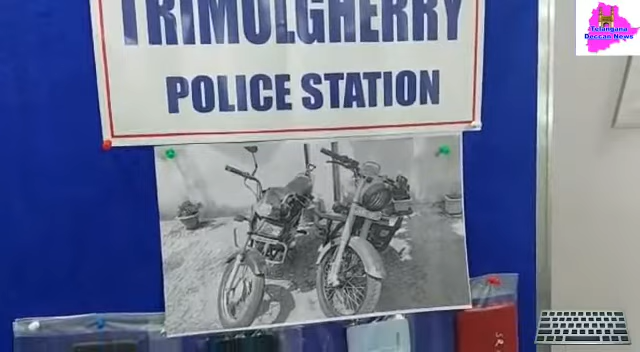 TRIMULGHERRY
POLICE STATION
Telangana
Deccan News